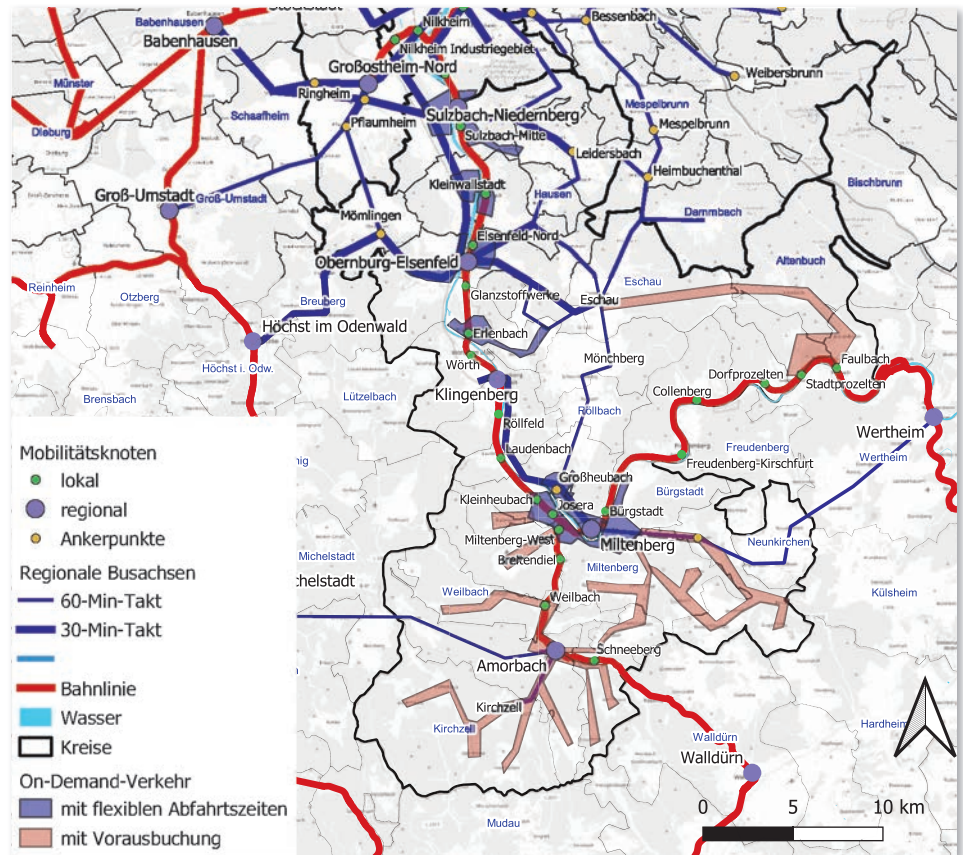 Nilkheim
Babenhausen
Babenhausen
Nilkheim Industriegebiet
Bessenbach
Großostheim-Nord
Weibersbrunn
Münster
Ringheim
Mespelbrunn
Schaafheim
Sulzbach-Niedernberg
Pflaumheim
Mespelbrunn
Dieburg
Sulzbach-Mitte
Leidersbach
Heimbuchenthal
Kleinwallstadt
Bischbrunn
Groß-Umstadt
Groß-Umstadt
Hausen
Mömlingen
Dammbach
Elsenfeld-Nord
Obernburg-Elsenfeld
Altenbuch
Reinheim
Otzberg
Glanzstoffwerke
Eschau
Breuberg
Eschau
Höchst im Odenwald
Erlenbach
Wörth
Mönchberg
Faulbach
Höchst i. Odw.
Dorfprozelten
Stadtprozelten
Klingenberg
Collenberg
Brensbach
Lützelbach
Röllbach
Röllfeld
Wertheim
Mobilitätsknoten
Laudenbach
Freudenberg
Wertheim
lokal
Freudenberg-Kirschfurt
Großheubach
regional
Kleinheubach
Josera
Bürgstadt
Bürgstadt
Ankerpunkte
Miltenberg-West
Miltenberg
Neunkirchen
Michelstadt
Breitendiel
Regionale Busachsen
chelstadt
Miltenberg
60-Min-Takt
Weilbach
Weilbach
Külsheim
30-Min-Takt
Schneeberg
Amorbach
Bahnlinie
Kirchzell
Wasser
Kirchzell
Hardheim
Kreise
Walldürn
Walldürn
On-Demand-Verkehr
mit flexiblen Abfahrtszeiten
0 5 10 km
mit Vorausbuchung
Mudau